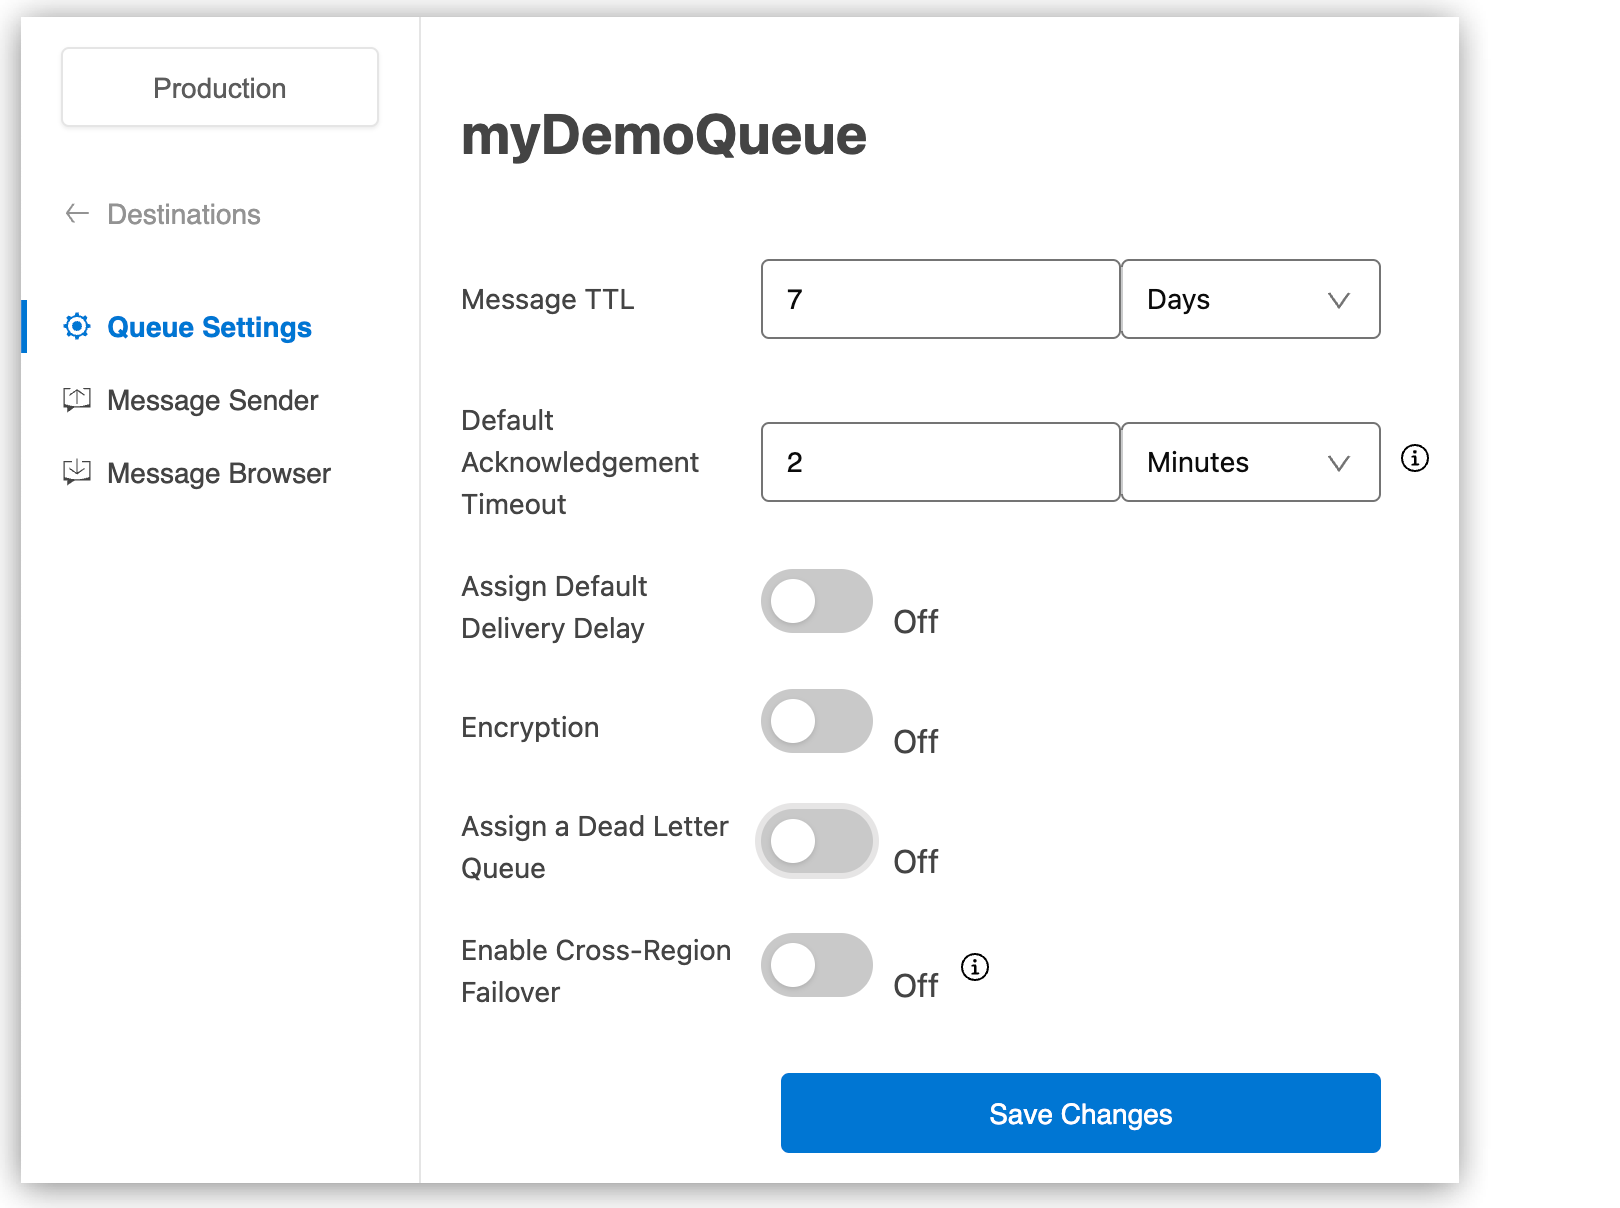 Production
Destinations
Queue Settings
Message Sender
Message Browser
myDemoQueue
Message TTL
7
Days
Default
Acknowledgement
Timeout
2
Minutes
Assign Default
Delivery Delay
Off
Encryption
Off
Assign a Dead Letter
Queue
Off
Enable Cross-Region
Failover
Off
Save Changes